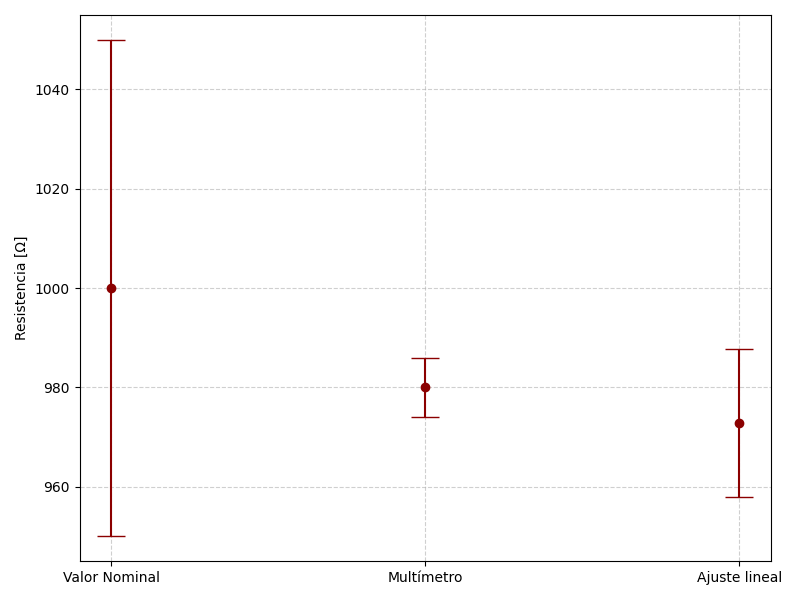 Resistencia [Ω]
1040
1020
1000
980
960
Valor Nominal
Multímetro
Ajuste lineal